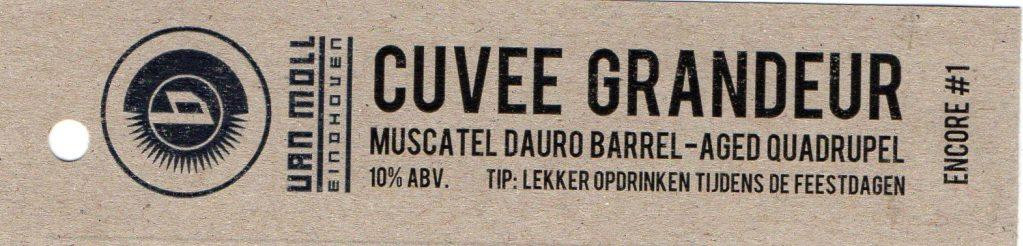 VAN MOLL
EINDHOVEN
CUVEE GRANDEUR
MUSCATEL DAURO BARREL-AGED QUADRUPEL
10% ABV. TIP: LEKKER OPDRINKEN TIJDENS DE FEESTDAGEN
ENCORE #1